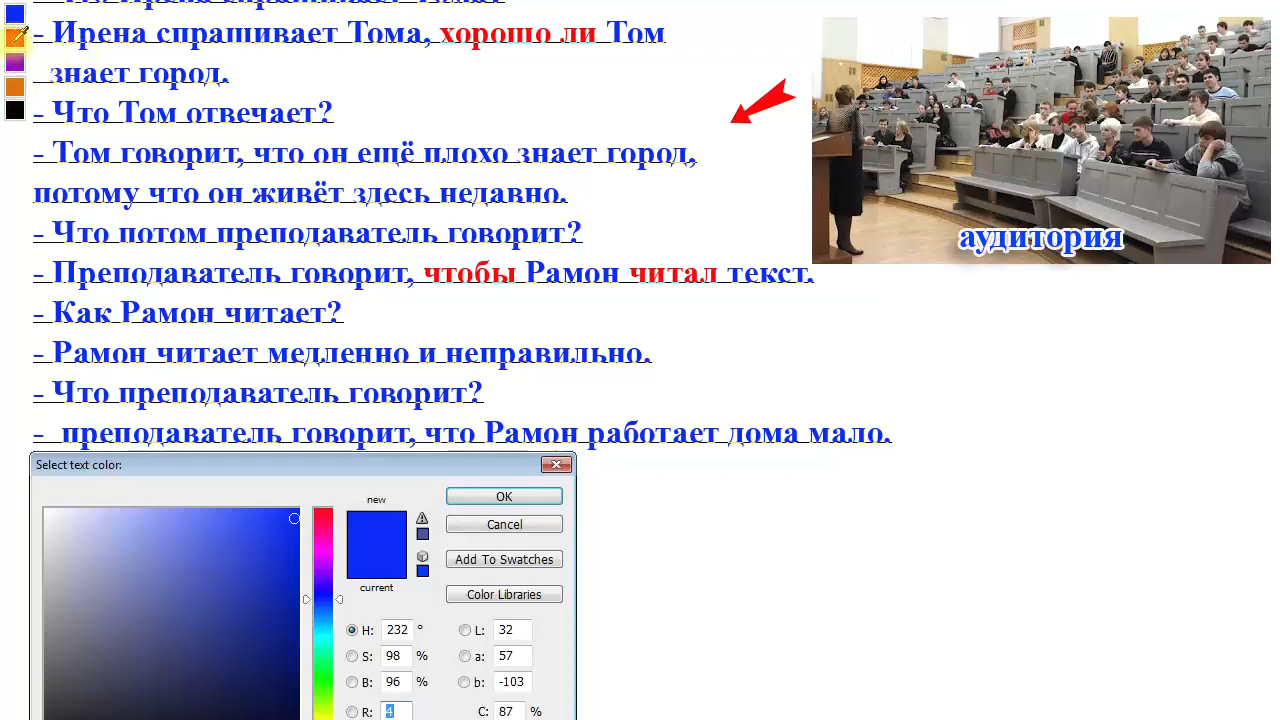 - Ирена спрашивает Тома, хорошо ли Том
знает город.
- Что Том отвечает?
- Том говорит, что он ещё плохо знает город,
потому что он живёт здесь недавно.
- Что потом преподаватель говорит?
- Преподаватель говорит, чтобы Рамон читал текст.
- Как Рамон читает?
- Рамон читает медленно и неправильно.
- Что преподаватель говорит?
- преподаватель говорит, что Рамон работает дома мало.
аудитория
Select text color:
new
current
OK
Cancel
Add To Swatches
Color Libraries
H: 232 °
L: 32
S: 98 %
a: 57
B: 96 %
b: -103
R: 4
C: 87 %